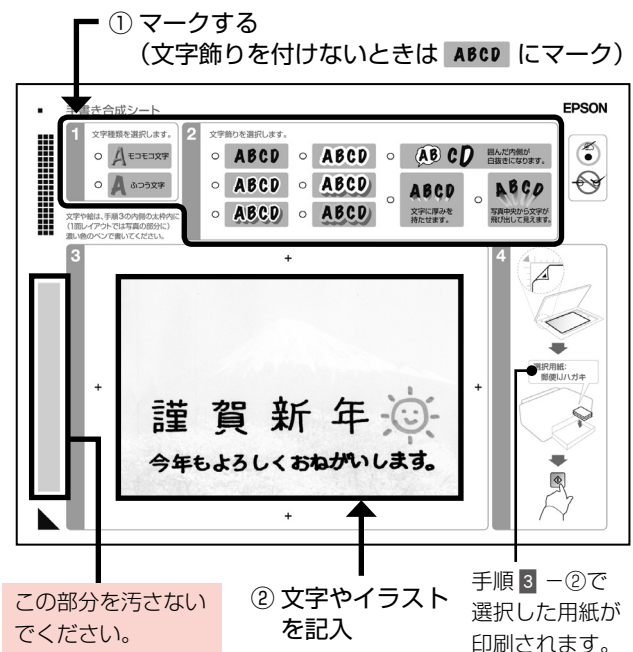 ① マークする
（文字飾りを付けないときは ABCD にマーク）
手書き合成シート
EPSON
1
文字種類を選択します。
A モコモコ文字
A ふつう文字
2
文字飾りを選択します。
ABCD ABCD AB CD 囲んだ内側が
白抜きになります。
ABCD ABCD
ABCD ABCD
ABCD
文字に厚みを
持たせます。
ABCD
写真中央から文字が
飛び出して見えます。
文字や絵は、手順3の内側の太枠内に
（1面レイアウトでは写真の部分に）
濃い色のペンで書いてください。
3
謹賀新年
今年もよろしくおねがいします。
4
選択用紙：
郵便IJハガキ
この部分を汚さない
でください。
② 文字やイラスト
を記入
手順 3 －②で
選択した用紙が
印刷されます。